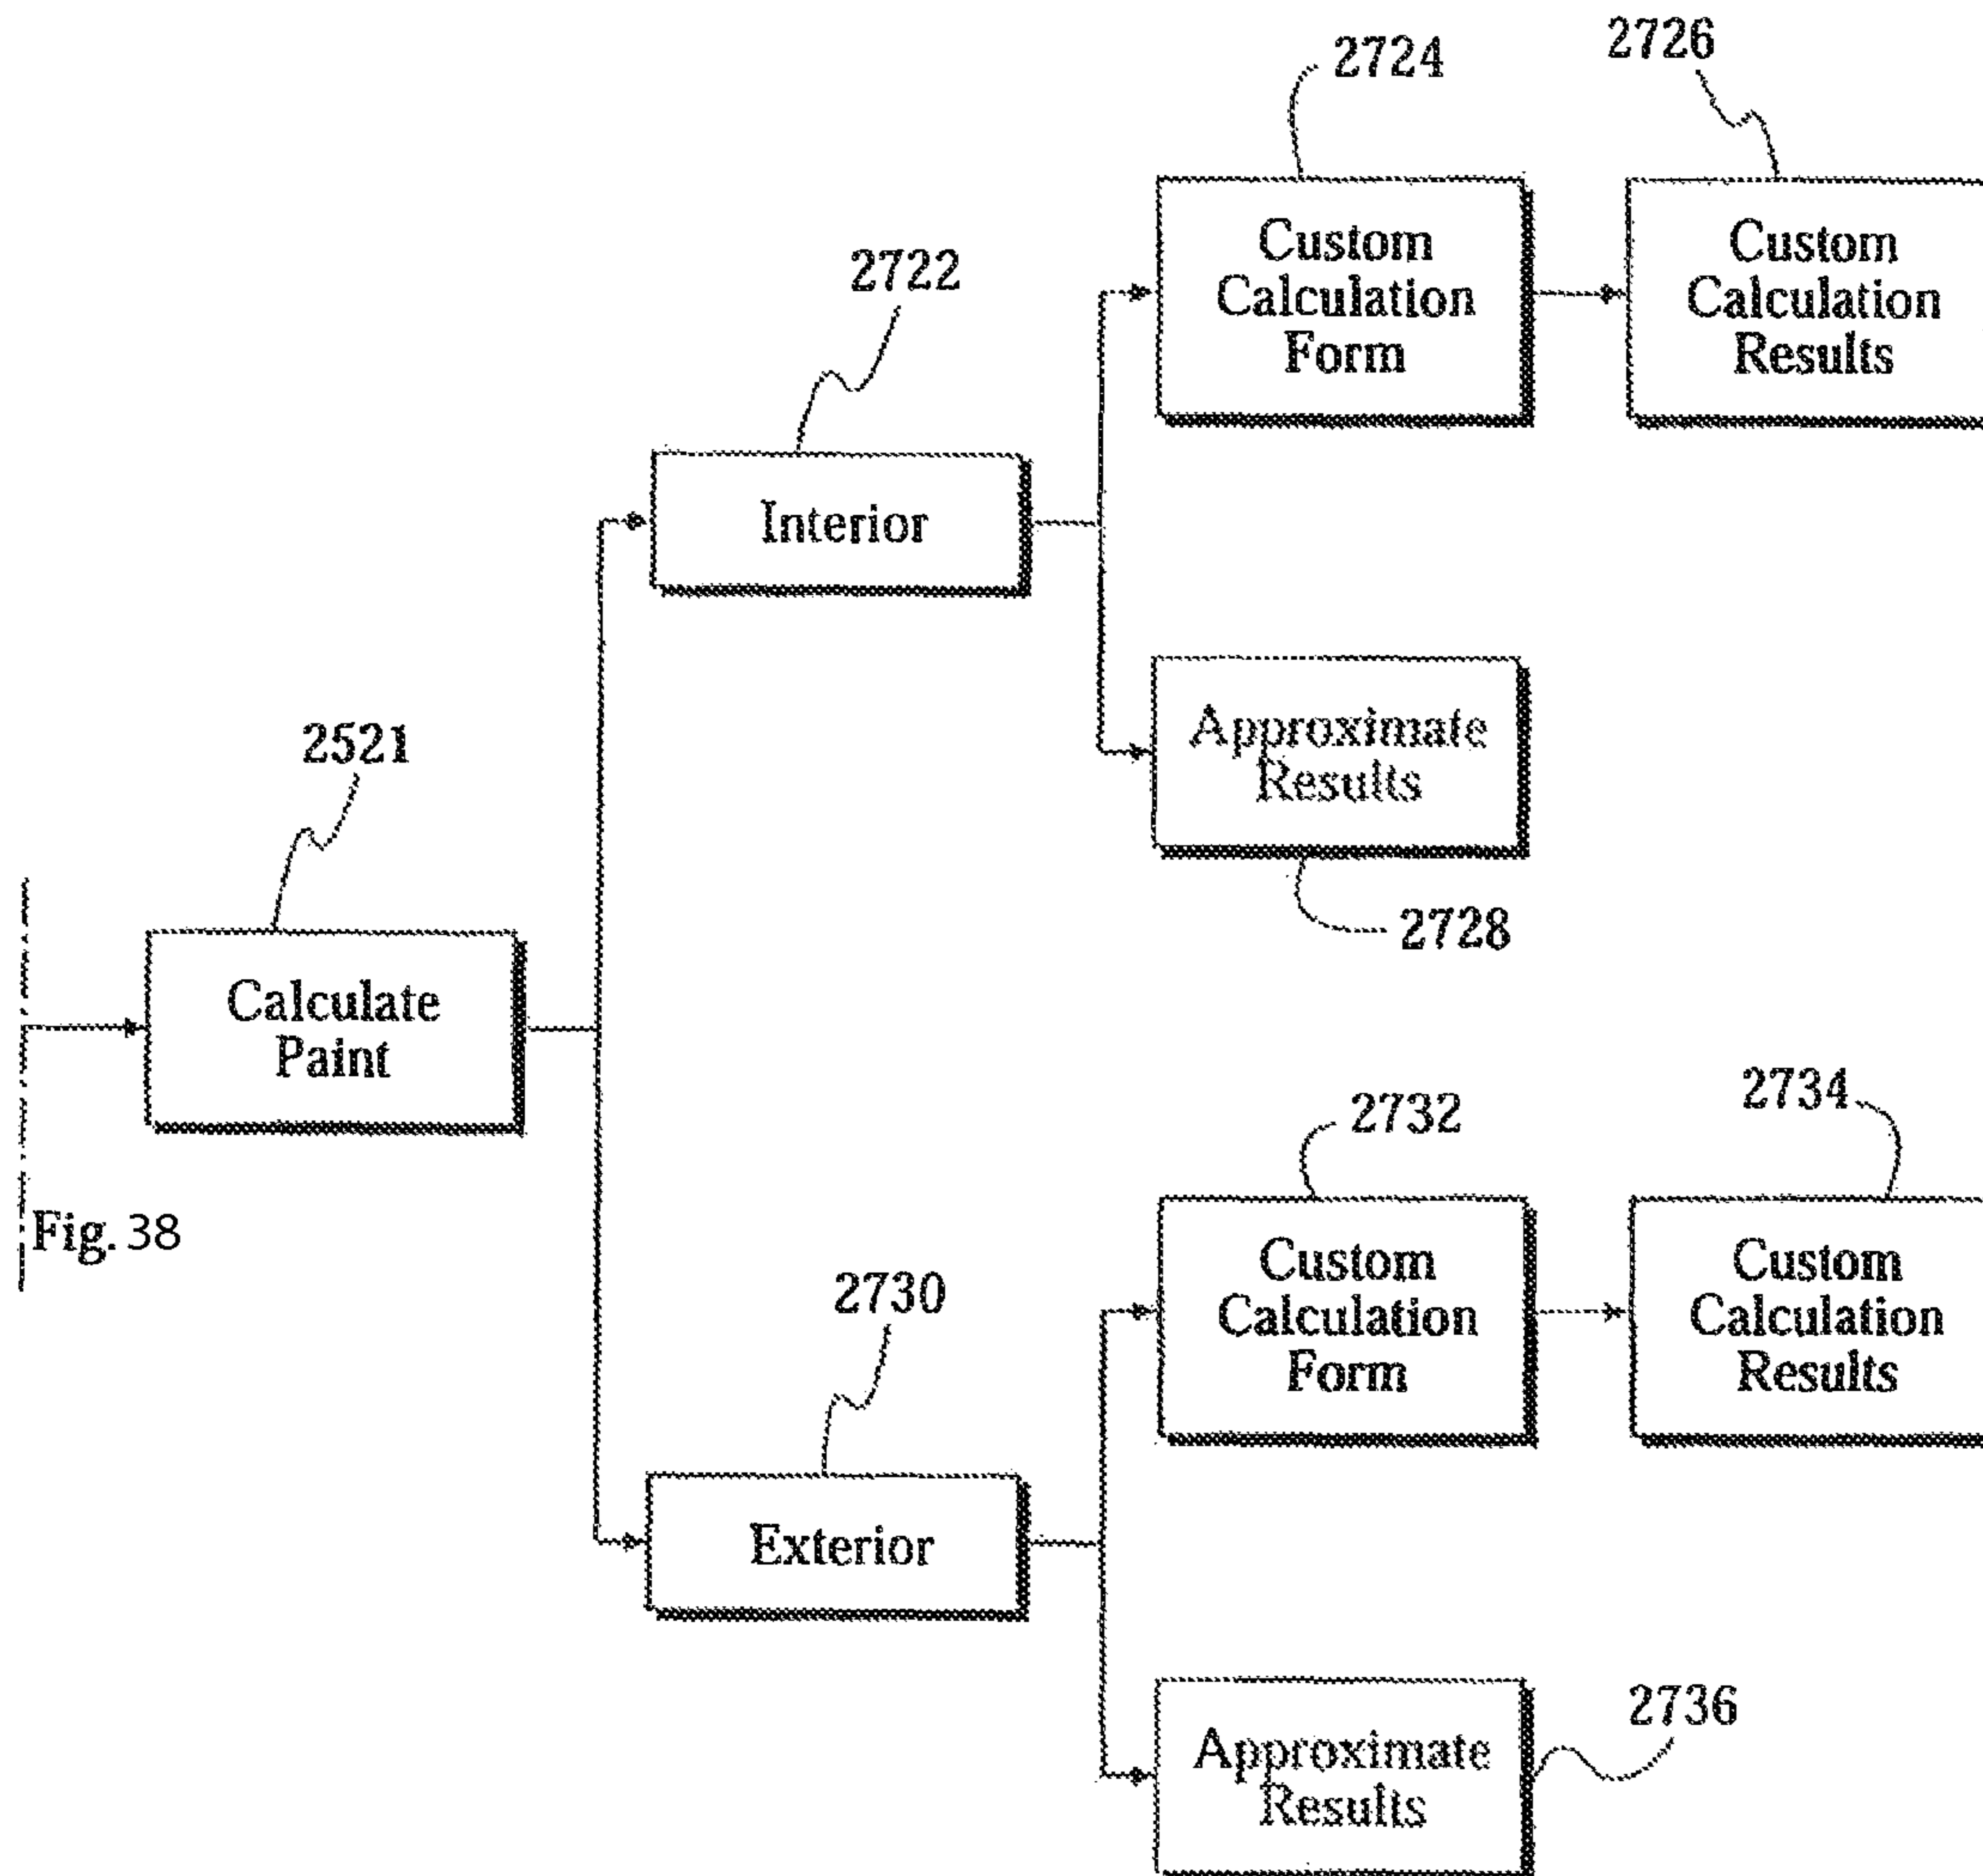 2724
2726
Custom
Calculation
Form
Custom
Calculation
Results
2722
Interior
Approximate
Results
2728
2521
Calculate
Paint
Fig. 38
2732
2734
Custom
Calculation
Form
Custom
Calculation
Results
2730
Exterior
Approximate
Results
2736